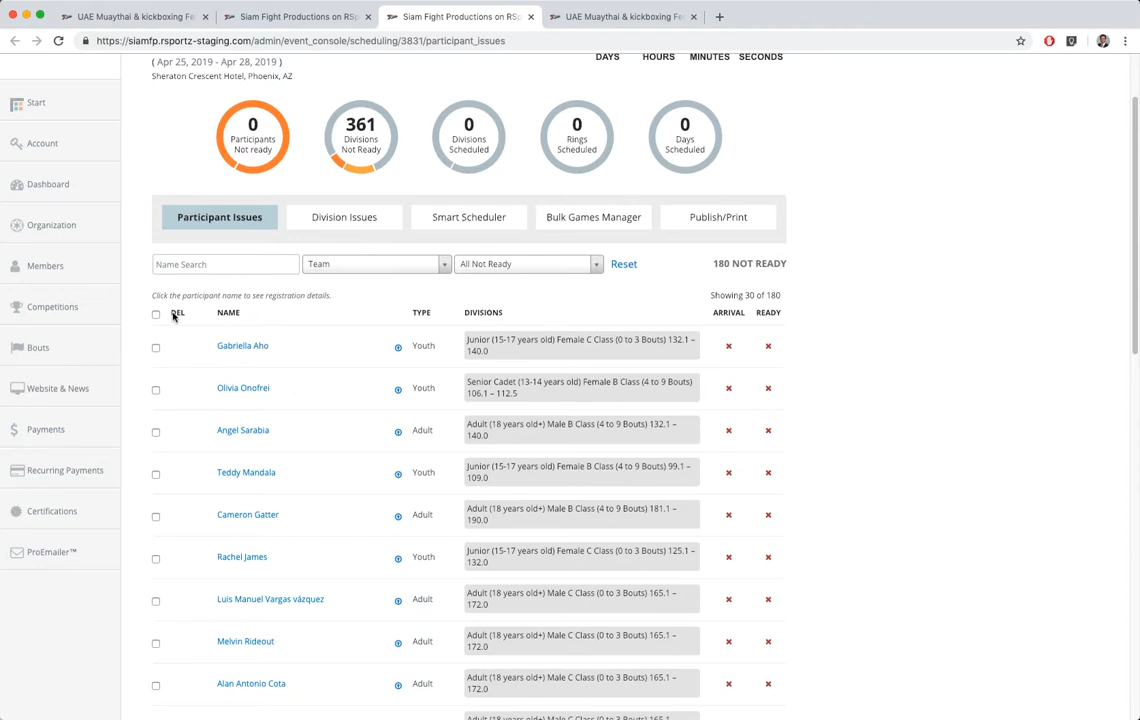 UAE Muaythai & kickboxing Fe
Siam Fight Productions on RSp
Siam Fight Productions on RSp
UAE Muaythai & kickboxing Fe
https://siamfp.rsportz-staging.com/admin/event_console/scheduling/3831/participant_issues
( Apr 25, 2019 - Apr 28, 2019 )
DAYS HOURS MINUTES SECONDS
Sheraton Crescent Hotel, Phoenix, AZ
Start
Account
Dashboard
Organization
Members
Competitions
Bouts
Website & News
Payments
Recurring Payments
Certifications
ProEmailer™
0
Participants
Not ready
361
Divisions
Not Ready
0
Divisions
Scheduled
0
Rings
Scheduled
0
Days
Scheduled
Participant Issues
Division Issues
Smart Scheduler
Bulk Games Manager
Publish/Print
Name Search
Team
All Not Ready
Reset
180 NOT READY
Click the participant name to see registration details.
Showing 30 of 180
DEL NAME TYPE DIVISIONS ARRIVAL READY
Gabriella Aho Youth Junior (15-17 years old) Female C Class (0 to 3 Bouts) 132.1 –
140.0
Olivia Onofrei Youth Senior Cadet (13-14 years old) Female B Class (4 to 9 Bouts)
106.1 – 112.5
Angel Sarabia Adult Adult (18 years old+) Male B Class (4 to 9 Bouts) 132.1 –
140.0
Teddy Mandala Youth Junior (15-17 years old) Female B Class (4 to 9 Bouts) 99.1 –
109.0
Cameron Gatter Adult Adult (18 years old+) Male B Class (4 to 9 Bouts) 181.1 –
190.0
Rachel James Youth Junior (15-17 years old) Female C Class (0 to 3 Bouts) 125.1 –
132.0
Luis Manuel Vargas vázquez Adult Adult (18 years old+) Male C Class (0 to 3 Bouts) 165.1 –
172.0
Melvin Rideout Adult Adult (18 years old+) Male C Class (0 to 3 Bouts) 165.1 –
172.0
Alan Antonio Cota Adult Adult (18 years old+) Male C Class (0 to 3 Bouts) 165.1 –
172.0